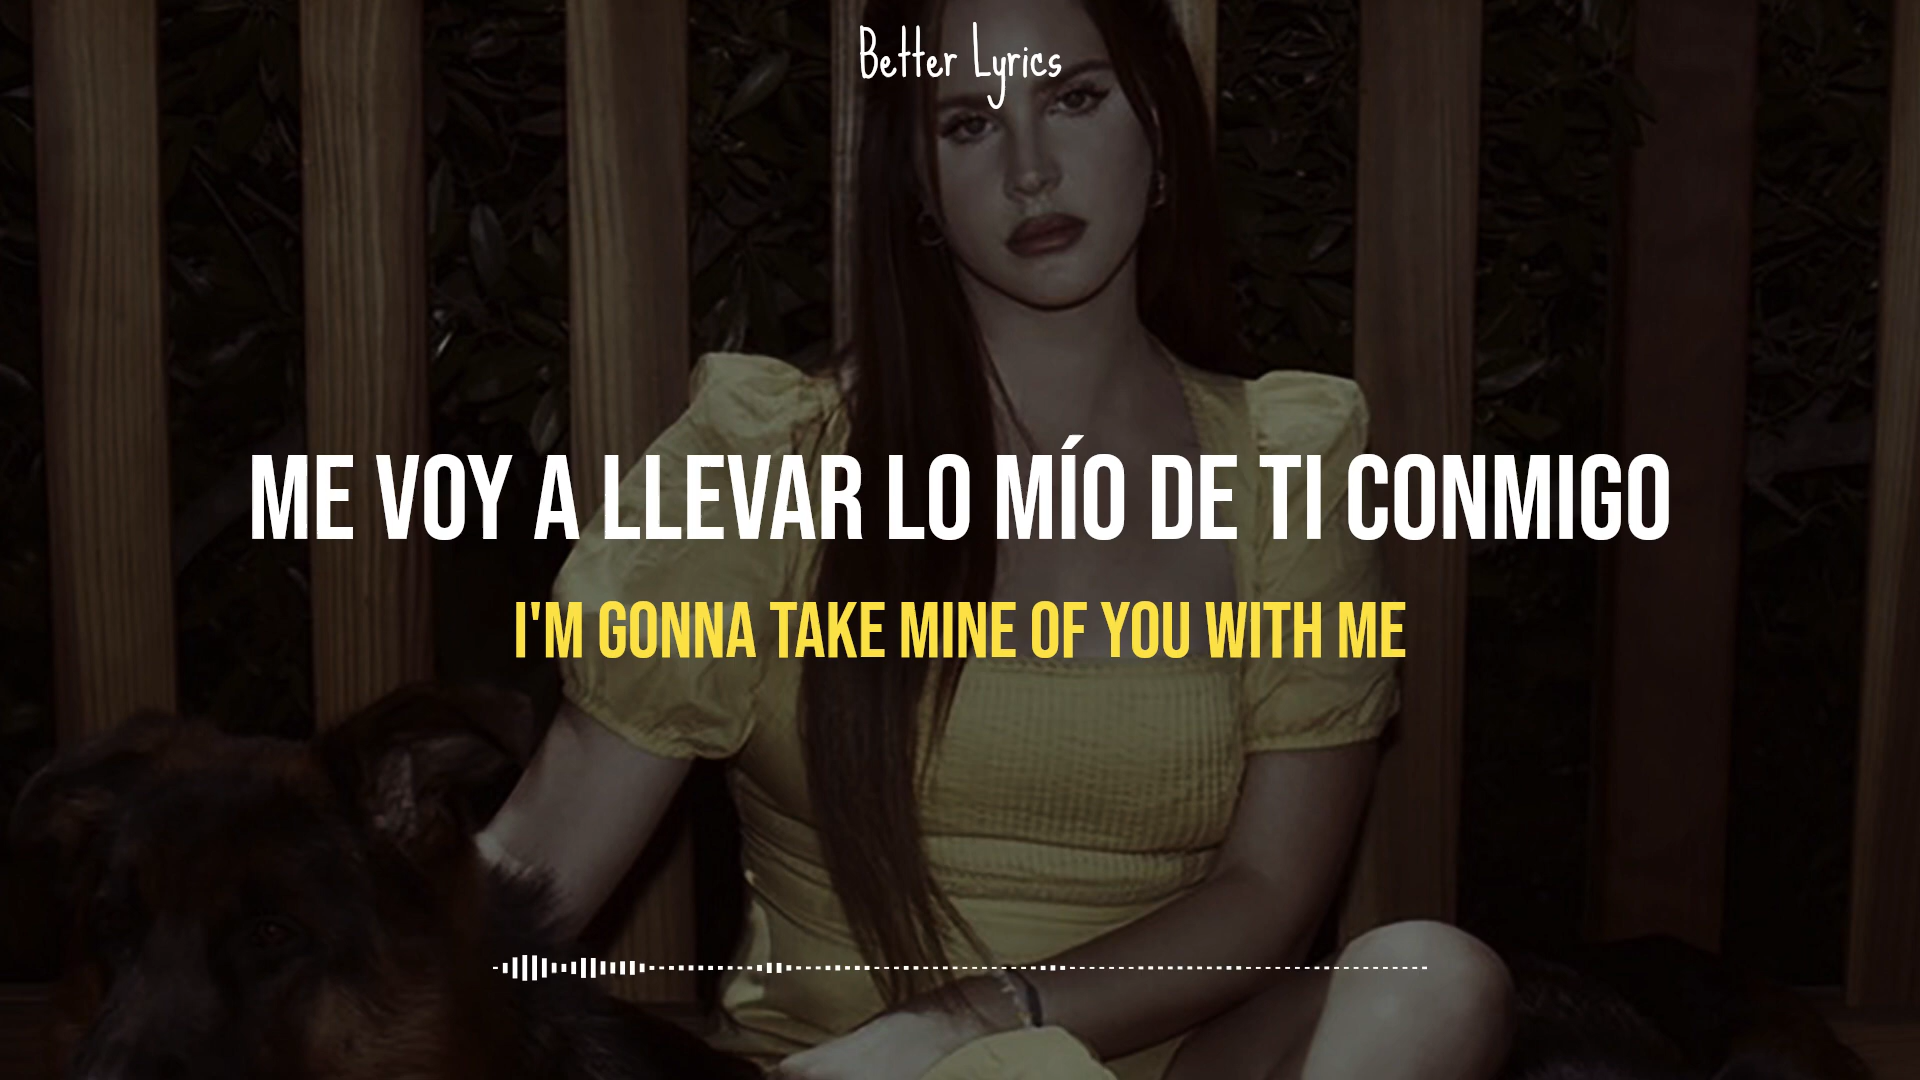 Better Lyrics
ME VOY A LLEVAR LO MÍO DE TI CONMIGO
I'M GONNA TAKE MINE OF YOU WITH ME